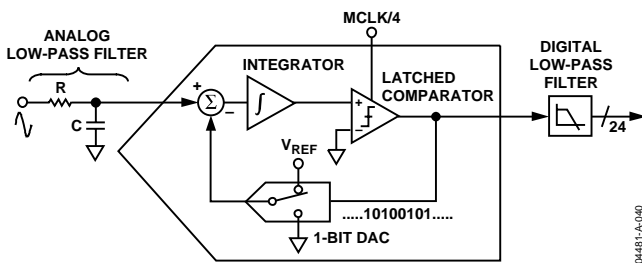 MCLK/4
ANALOG
LOW-PASS FILTER
R
C
+
Σ
–
INTEGRATOR
∫
LATCHED
COMPARATOR
+
–
DIGITAL
LOW-PASS
FILTER
24
VREF
.....10100101.....
1-BIT DAC
04481-A-040